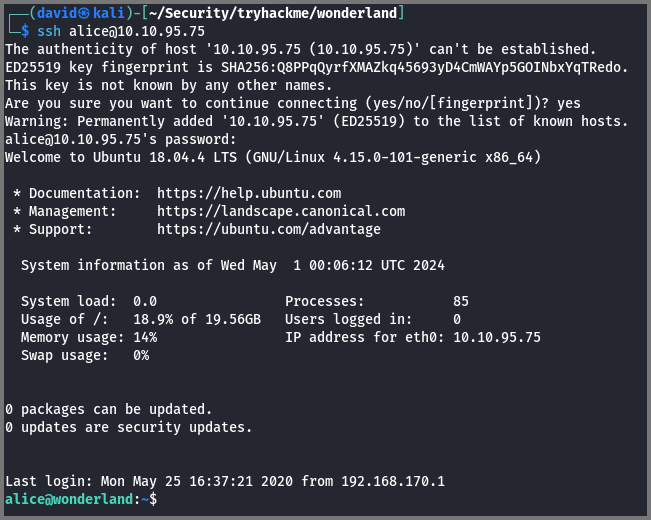 ┌──(david㉿kali)-[~/Security/tryhackme/wonderland]
└─$ ssh alice@10.10.95.75
The authenticity of host '10.10.95.75 (10.10.95.75)' can't be established.
ED25519 key fingerprint is SHA256:Q8PPqQyrfXMAZkq45693yD4CmWAYp5GOINbxYqTRedo.
This key is not known by any other names.
Are you sure you want to continue connecting (yes/no/[fingerprint])? yes
Warning: Permanently added '10.10.95.75' (ED25519) to the list of known hosts.
alice@10.10.95.75's password:
Welcome to Ubuntu 18.04.4 LTS (GNU/Linux 4.15.0-101-generic x86_64)

 * Documentation:  https://help.ubuntu.com
 * Management:     https://landscape.canonical.com
 * Support:        https://ubuntu.com/advantage

  System information as of Wed May  1 00:06:12 UTC 2024

  System load:  0.0                Processes:           85
  Usage of /:   18.9% of 19.56GB   Users logged in:     0
  Memory usage: 14%                IP address for eth0: 10.10.95.75
  Swap usage:   0%

0 packages can be updated.
0 updates are security updates.

Last login: Mon May 25 16:37:21 2020 from 192.168.170.1
alice@wonderland:~$